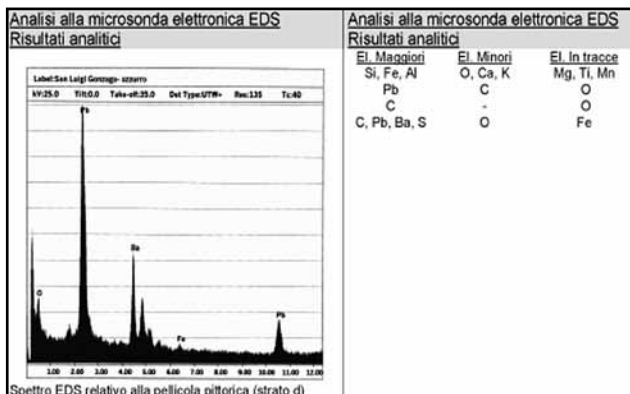 Analisi alla microsonda elettronica EDS
Risultati analitici
Label:San Luigi Gonzaga- azzurro
kV:25.0 Tilt:0.0 Take-off:35.0 Det Type:UTW+ Res:135 Tc:40
Pb
O
Ba
Fe
Pb
1.00 2.00 3.00 4.00 5.00 6.00 7.00 8.00 9.00 10.00 11.00 12.00
Spettro EDS relativo alla pellicola pittorica (strato d)
Analisi alla microsonda elettronica EDS
Risultati analitici
El. Maggiori El. Minori El. In tracce
Si, Fe, Al O, Ca, K Mg, Ti, Mn
Pb C O
C - O
C, Pb, Ba, S O Fe